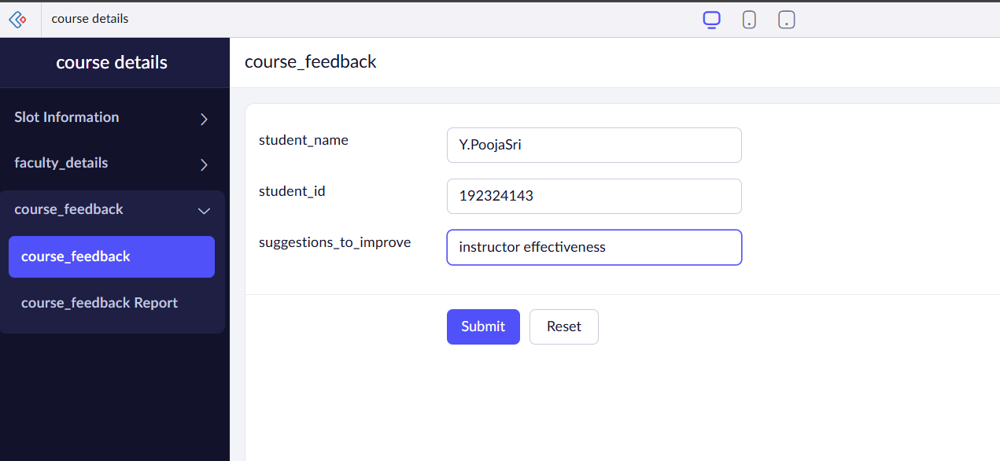 course details
course details
Slot Information
faculty_details
course_feedback
course_feedback
course_feedback Report
course_feedback
student_name
Y.PoojaSri
student_id
192324143
suggestions_to_improve
instructor effectiveness
Submit
Reset